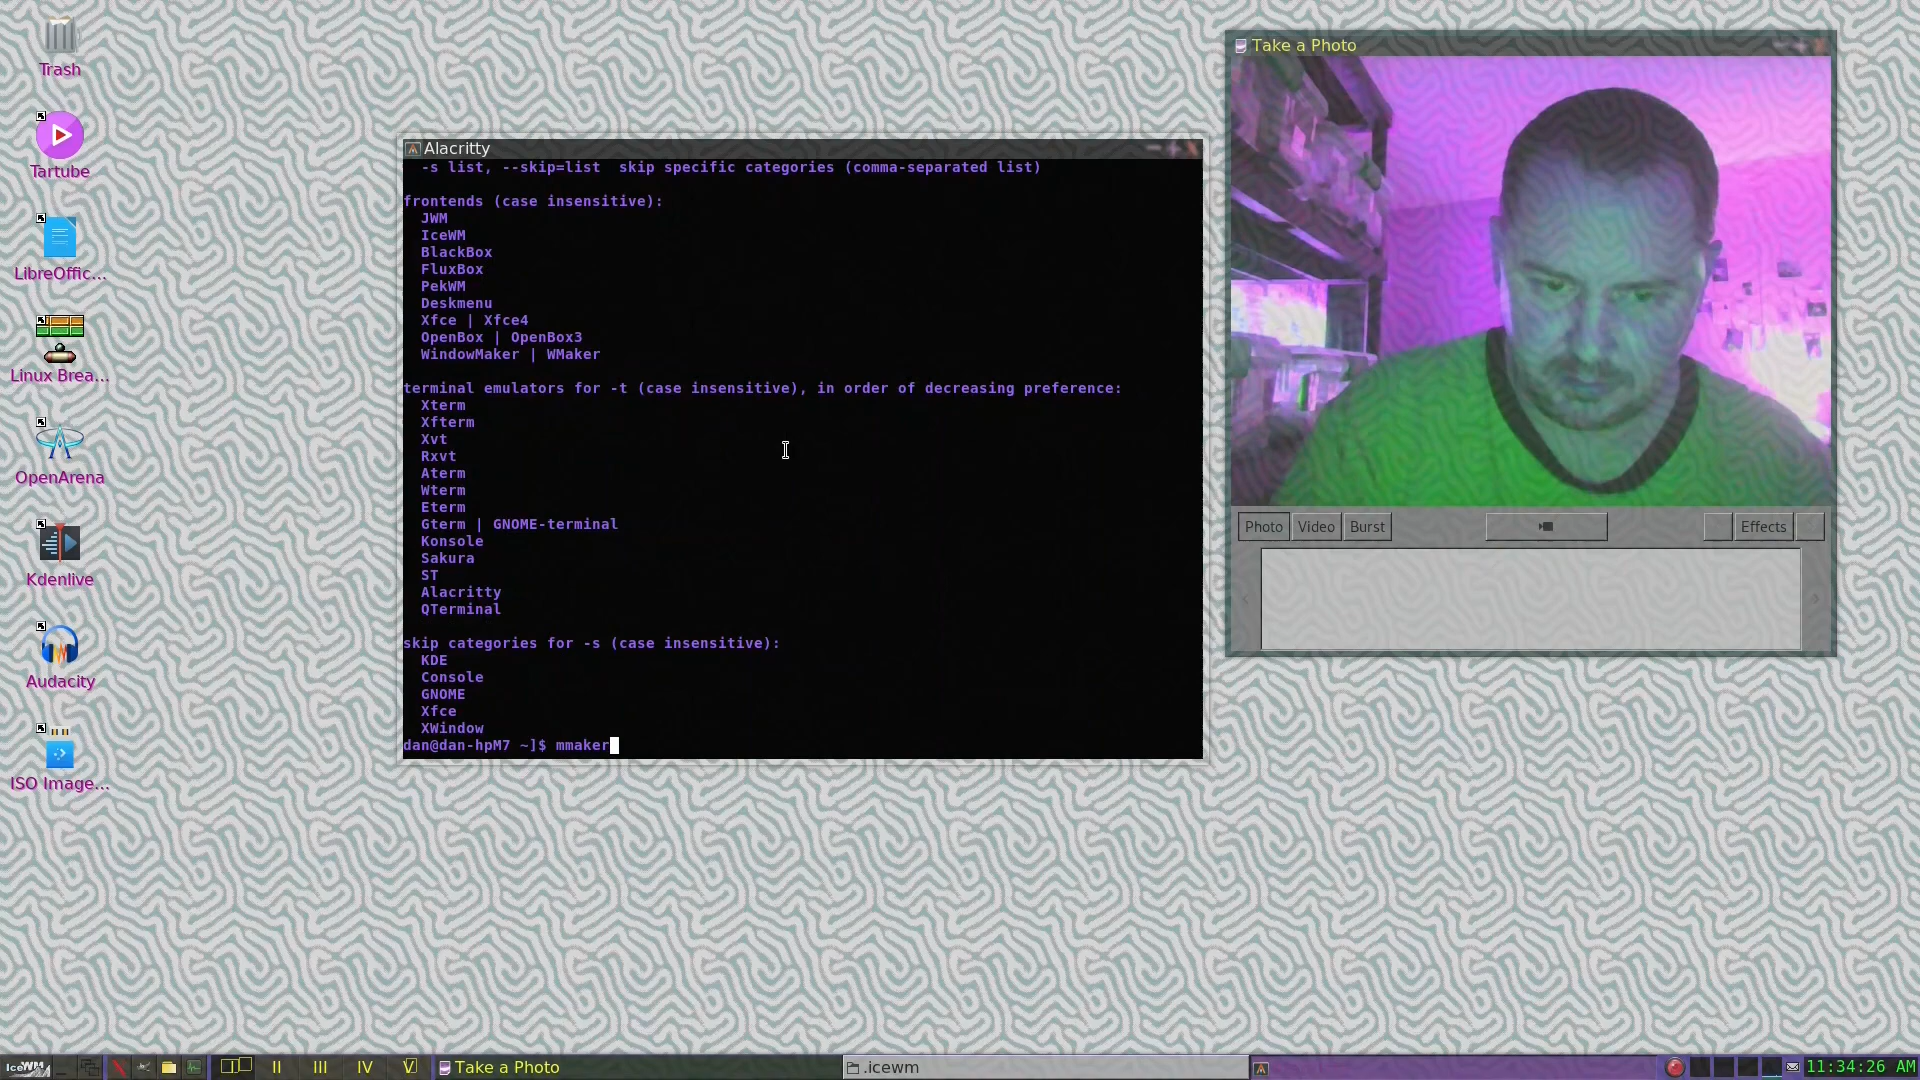 Trash
Tartube
LibreOffic...
Linux Brea...
OpenArena
Kdenlive
Audacity
ISO Image...
Alacritty
-s list, --skip=list  skip specific categories (comma-separated list)
frontends (case insensitive):
JWM
IceWM
BlackBox
FluxBox
PekWM
Deskmenu
Xfce | Xfce4
OpenBox | OpenBox3
WindowMaker | WMaker
terminal emulators for -t (case insensitive), in order of decreasing preference:
Xterm
Xfterm
Xvt
Rxvt
Aterm
Wterm
Eterm
Gterm | GNOME-terminal
Konsole
Sakura
ST
Alacritty
QTerminal
skip categories for -s (case insensitive):
KDE
Console
GNOME
Xfce
XWindow
dan@dan-hpM7 ~]$ mmaker
Take a Photo
Photo Video Burst Effects
IceWM II III IV V Take a Photo .icewm 11:34:26 AM